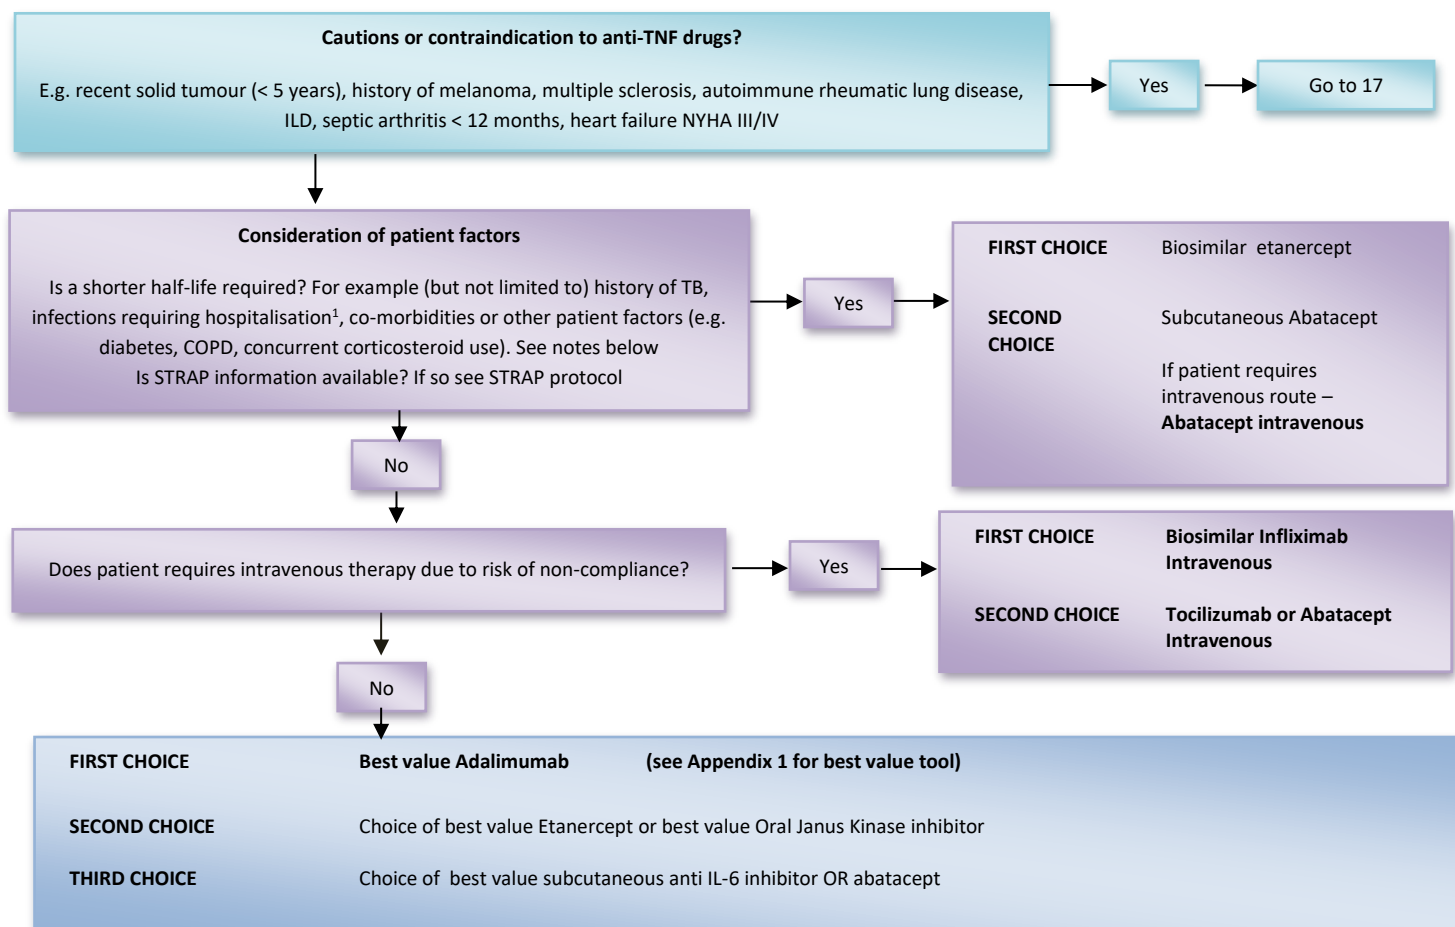 Cautions or contraindication to anti-TNF drugs?
E.g. recent solid tumour (< 5 years), history of melanoma, multiple sclerosis, autoimmune rheumatic lung disease,
ILD, septic arthritis < 12 months, heart failure NYHA III/IV
Yes
Go to 17
Consideration of patient factors
Is a shorter half-life required? For example (but not limited to) history of TB,
infections requiring hospitalisation¹, co-morbidities or other patient factors (e.g.
diabetes, COPD, concurrent corticosteroid use). See notes below
Is STRAP information available? If so see STRAP protocol
Yes
FIRST CHOICE Biosimilar etanercept
SECOND Subcutaneous Abatacept
CHOICE
If patient requires
intravenous route –
Abatacept intravenous
No
Does patient requires intravenous therapy due to risk of non-compliance?
Yes
FIRST CHOICE Biosimilar Infliximab
Intravenous
SECOND CHOICE Tocilizumab or Abatacept
Intravenous
No
FIRST CHOICE Best value Adalimumab (see Appendix 1 for best value tool)
SECOND CHOICE Choice of best value Etanercept or best value Oral Janus Kinase inhibitor
THIRD CHOICE Choice of best value subcutaneous anti IL-6 inhibitor OR abatacept